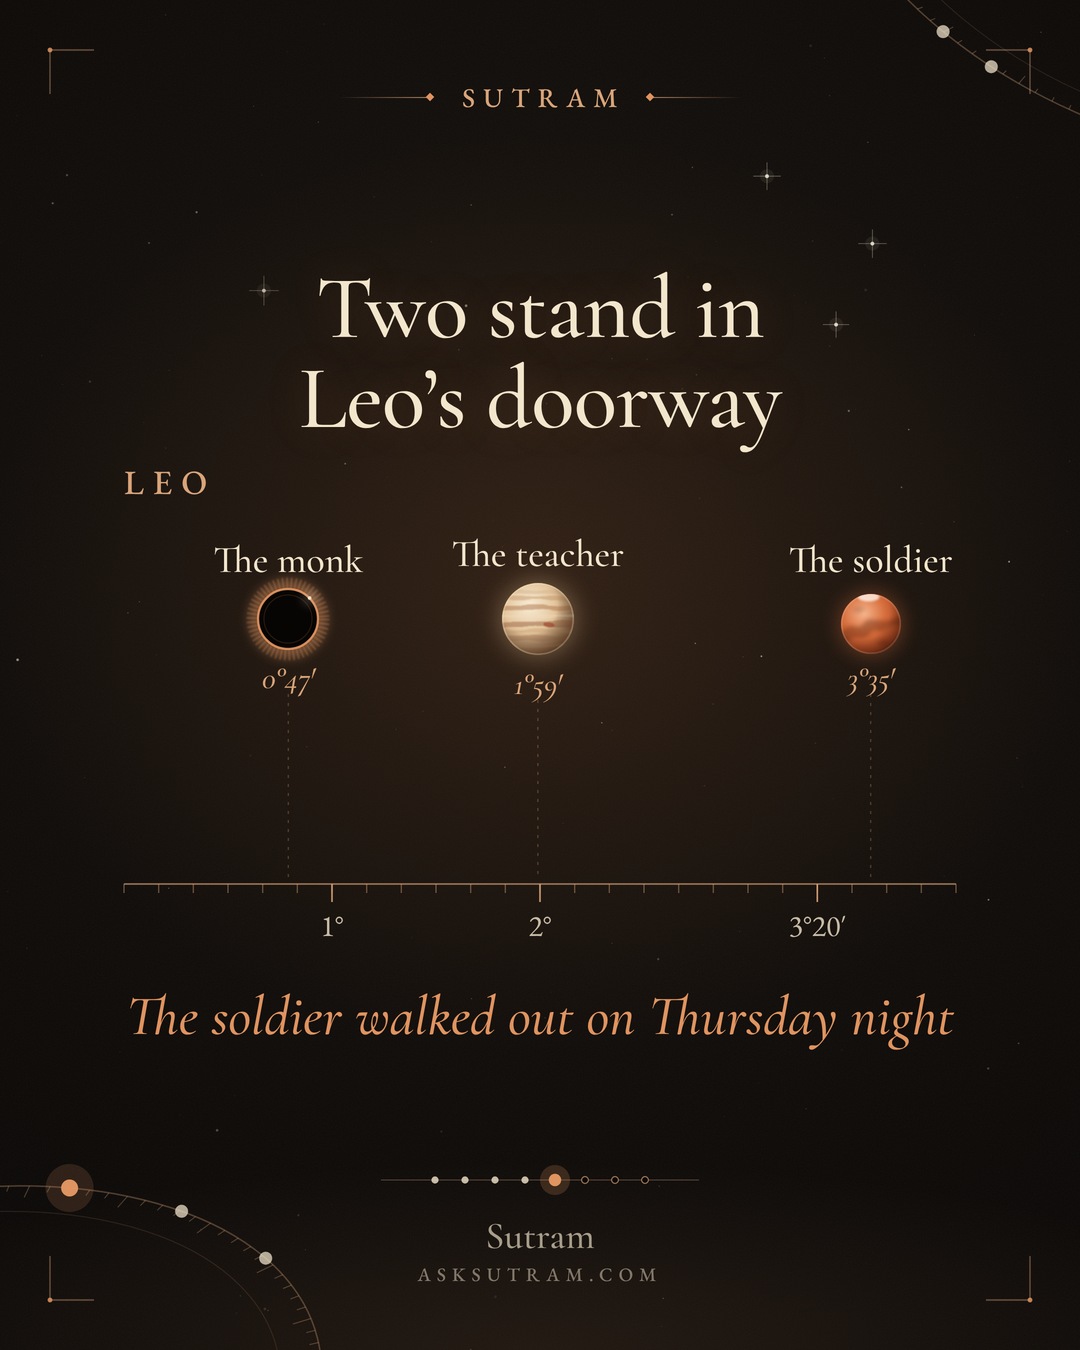 SUTRAM
Two stand in
Leo’s doorway
LEO
The monk
The teacher
The soldier
0°47′
1°59′
3°35′
1°
2°
3°20′
The soldier walked out on Thursday night
Sutram
ASKSUTRAM.COM